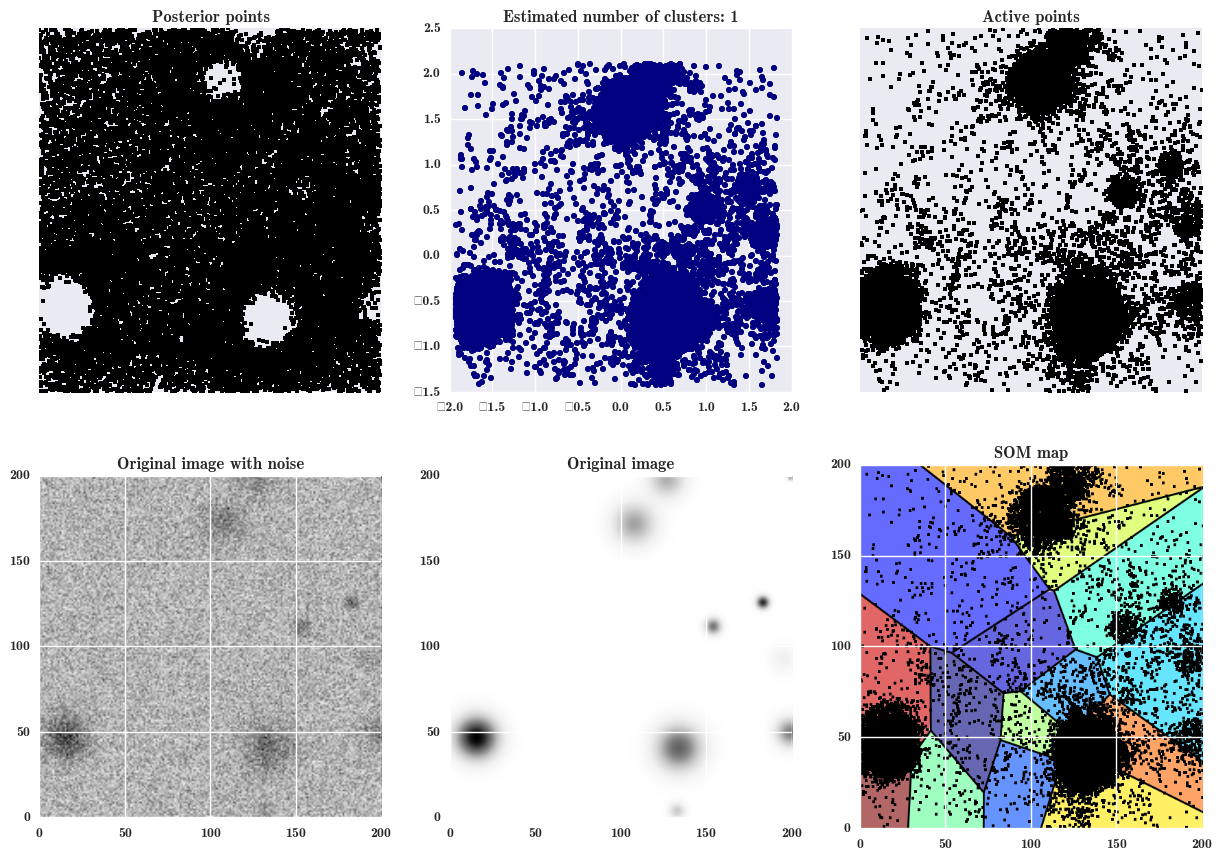 Posterior points
Estimated number of clusters: 1
Active points
2.5
2.0
1.5
1.0
0.5
0.0
□0.5
□1.0
□1.5
□2.0 □1.5 □1.0 □0.5 0.0 0.5 1.0 1.5 2.0
Original image with noise
Original image
SOM map
200
150
100
50
0
0 50 100 150 200
200
150
100
50
0
0 50 100 150 200
200
150
100
50
0
0 50 100 150 200